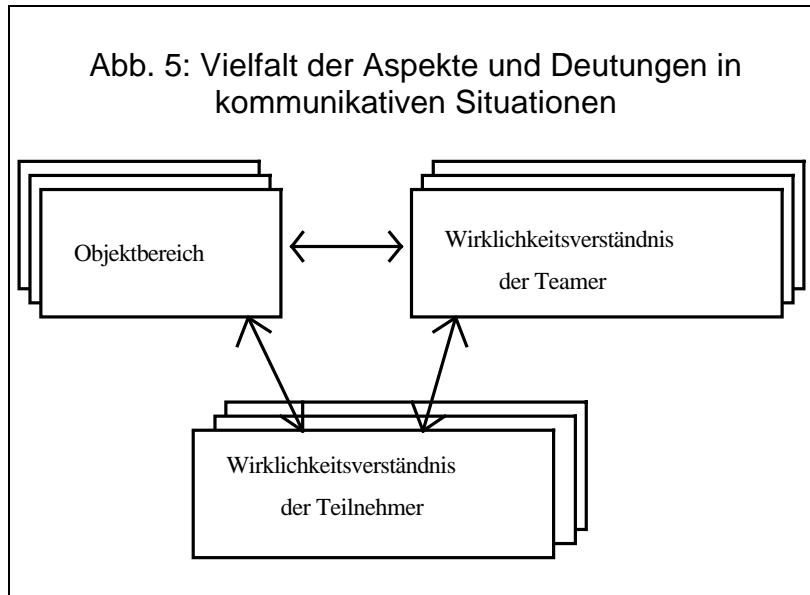 Abb. 5: Vielfalt der Aspekte und Deutungen in
kommunikativen Situationen
Objektbereich
Wirklichkeitsverständnis
der Teamer
Wirklichkeitsverständnis
der Teilnehmer